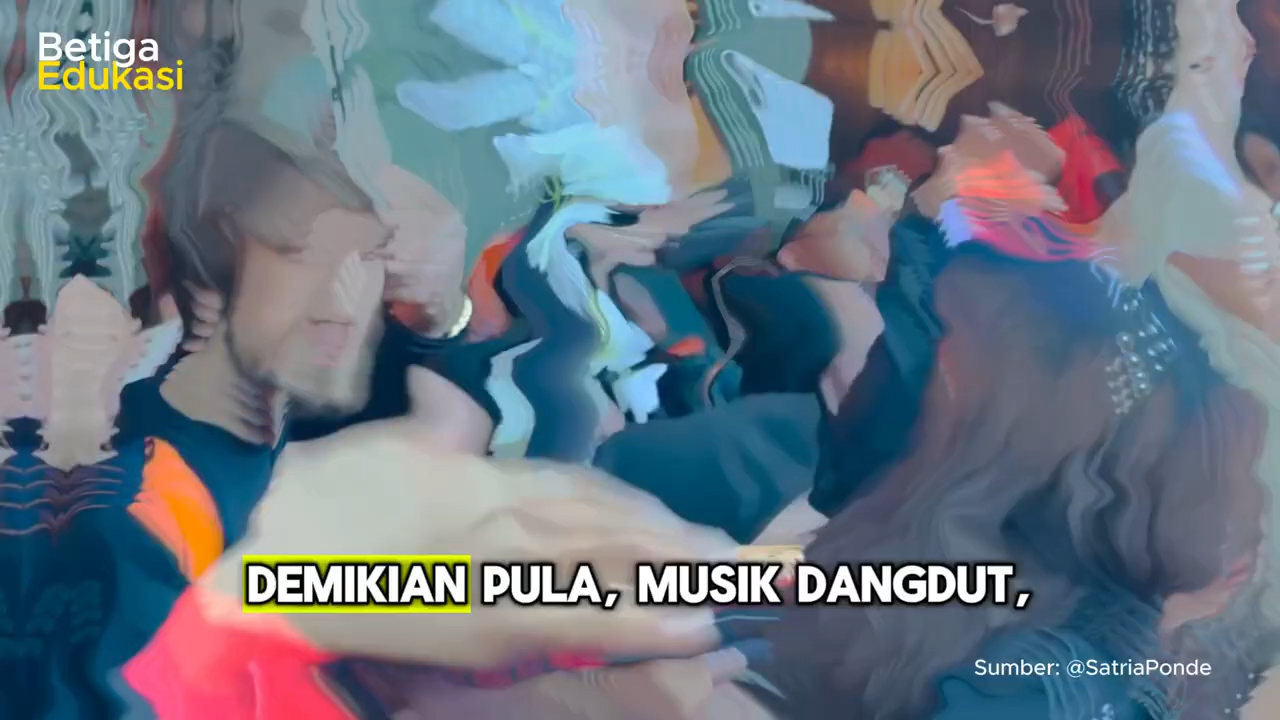 Betiga
Edukasi
DEMIKIAN PULA, MUSIK DANGDUT,
Sumber: @SatriaPonde